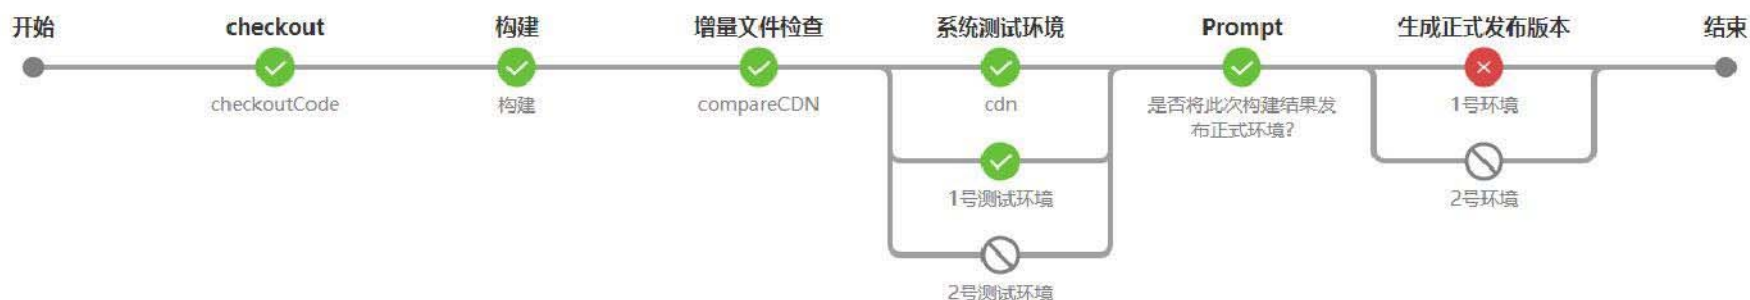 开始
checkout
构建
增量文件检查
系统测试环境
Prompt
生成正式发布版本
结束
checkoutCode
构建
compareCDN
cdn
是否将此次构建结果发
布正式环境?
1号环境
1号测试环境
2号环境
2号测试环境